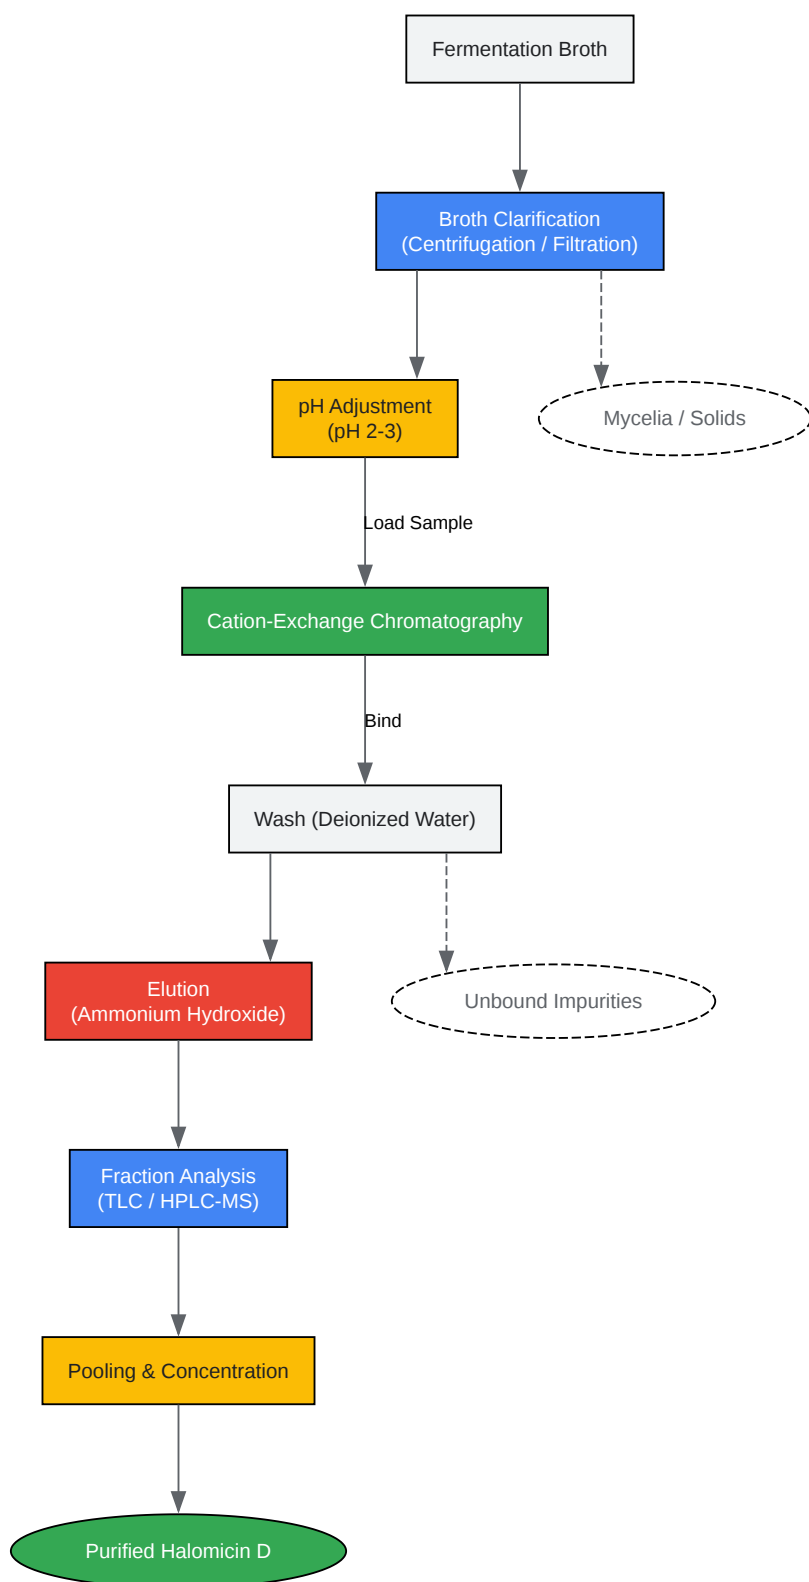 Fermentation Broth
Broth Clarification
(Centrifugation / Filtration)
pH Adjustment
(pH 2-3)
Mycelia / Solids
Load Sample
Cation-Exchange Chromatography
Bind
Wash (Deionized Water)
Elution
(Ammonium Hydroxide)
Unbound Impurities
Fraction Analysis
(TLC / HPLC-MS)
Pooling & Concentration
Purified Halomicin D